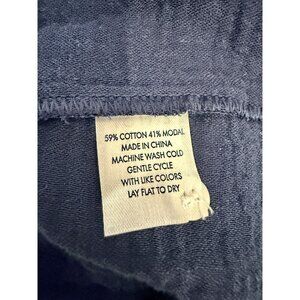 59% COTTON 41% MODAL
MADE IN CHINA
MACHINE WASH COLD
GENTLE CYCLE
WITH LIKE COLORS
LAY FLAT TO DRY